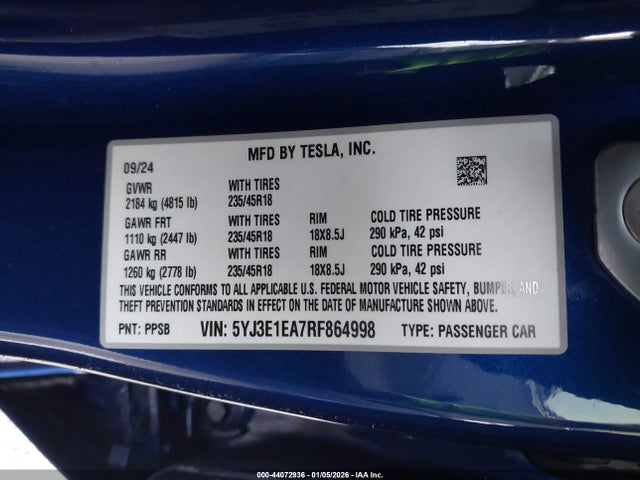 MFD BY TESLA, INC.
09/24
GVWR WITH TIRES
2184 kg (4815 lb) 235/45R18
GAWR FRT WITH TIRES RIM COLD TIRE PRESSURE
1110 kg (2447 lb) 235/45R18 18X8.5J 290 kPa, 42 psi
GAWR RR WITH TIRES RIM COLD TIRE PRESSURE
1260 kg (2778 lb) 235/45R18 18X8.5J 290 kPa, 42 psi
THIS VEHICLE CONFORMS TO ALL APPLICABLE U.S. FEDERAL MOTOR VEHICLE SAFETY, BUMPER, AND
THEFT PREVENTION STANDARDS IN EFFECT ON THE DATE OF MANUFACTURE SHOWN ABOVE.
PNT: PPSB VIN: 5YJ3E1EA7RF864998 TYPE: PASSENGER CAR
000-44072936 - 01/05/2026 - IAA Inc.